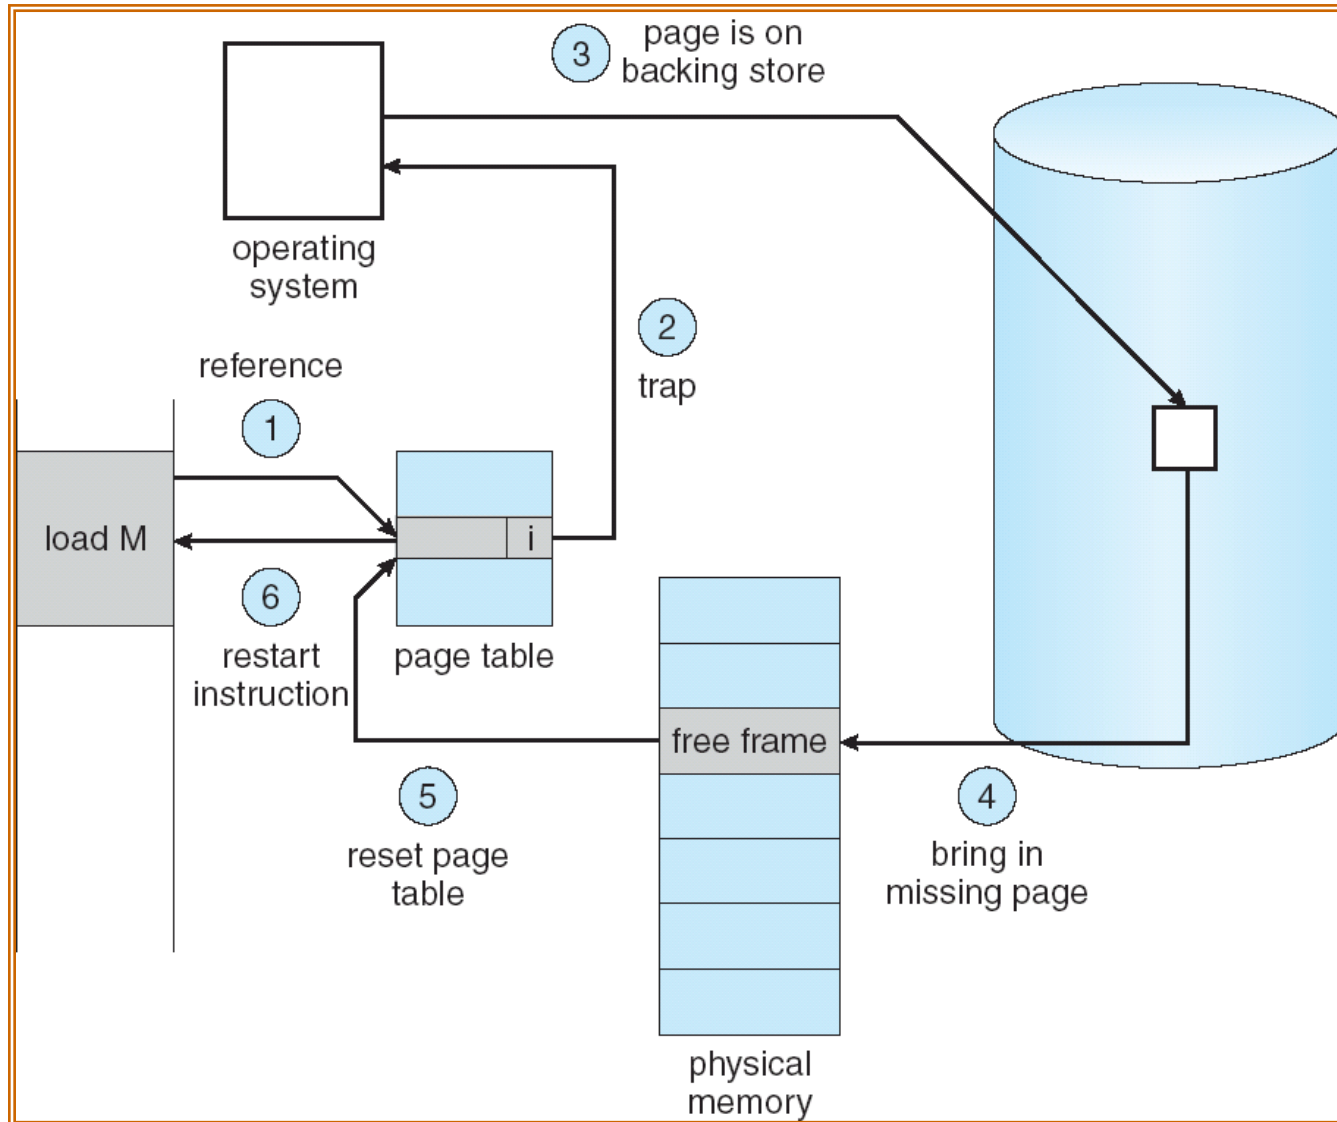 3
page is on
backing store
operating
system
2
trap
reference
1
load M
i
6
restart
instruction
page table
free frame
5
reset page
table
4
bring in
missing page
physical
memory